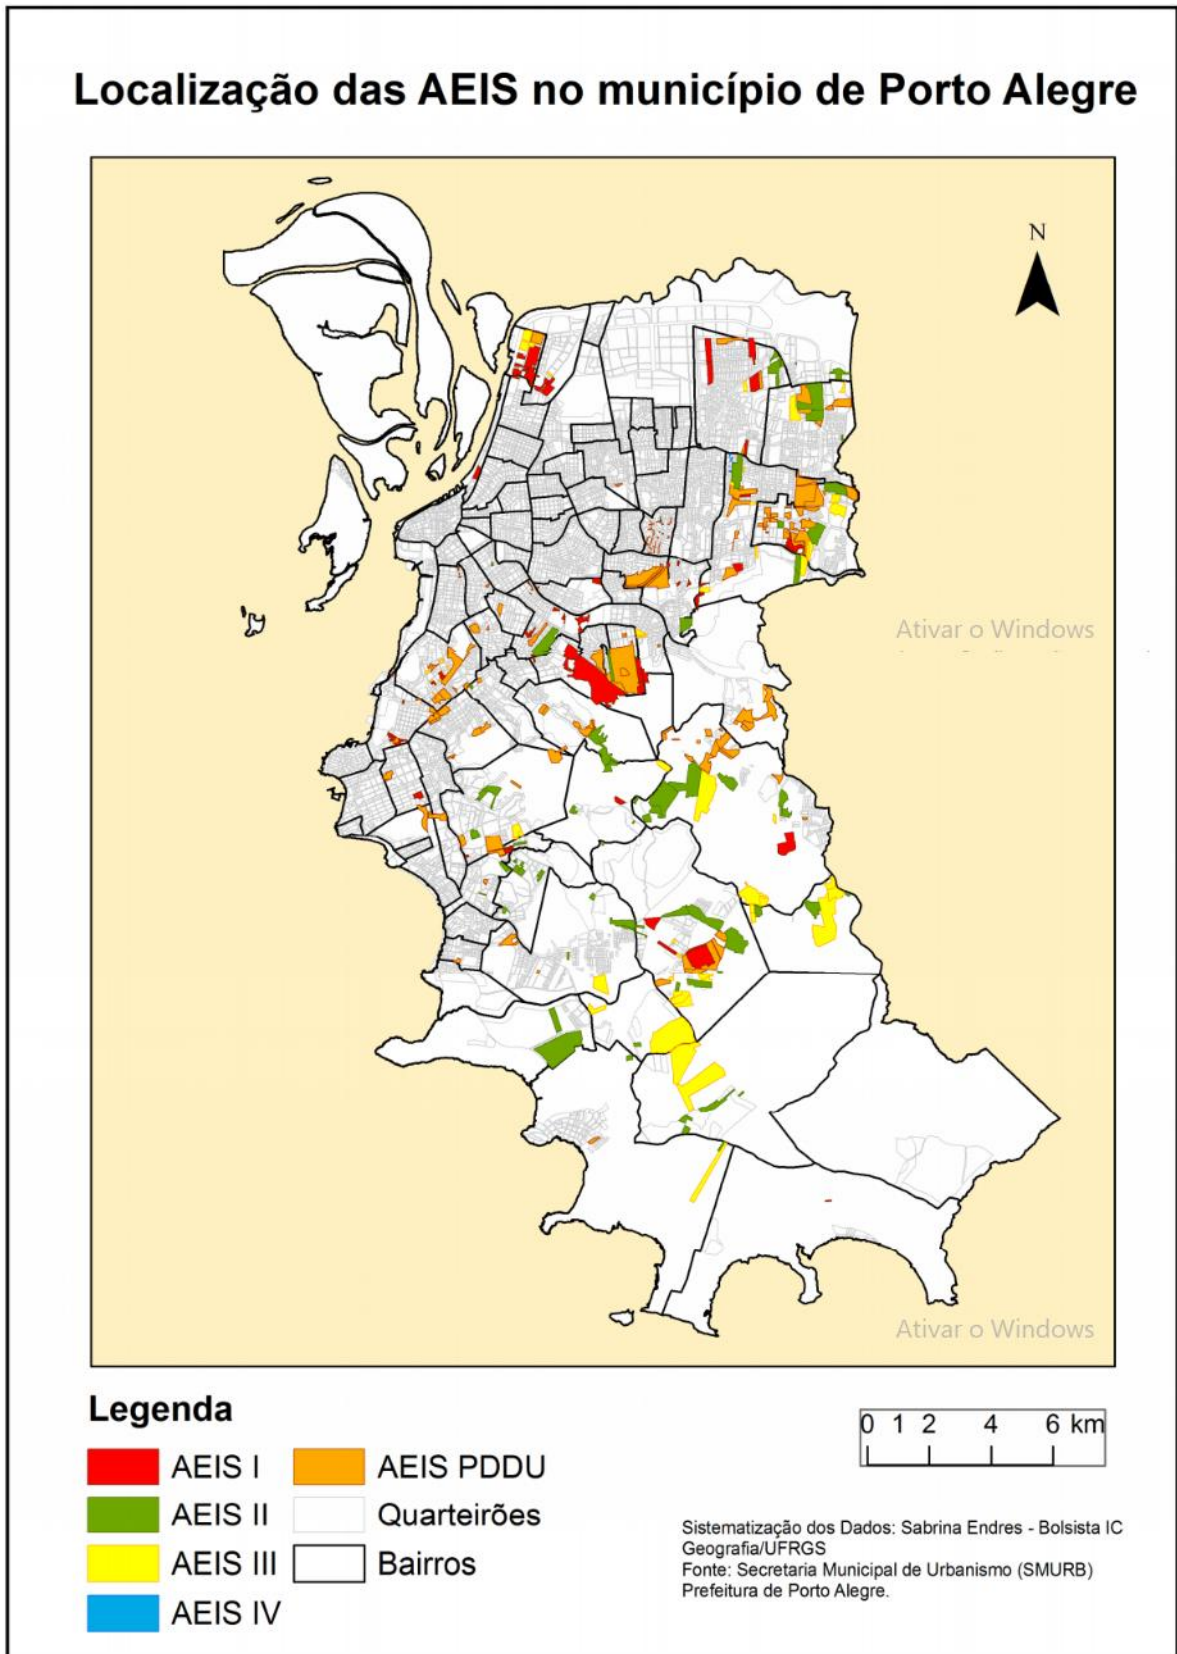 Localização das AEIS no município de Porto Alegre
N
Ativar o Windows
Ativar o Windows
Legenda
AEIS I
AEIS PDDU
AEIS II
Quarteirões
AEIS III
Bairros
AEIS IV
0 1 2 4 6 km
Sistematização dos Dados: Sabrina Endres - Bolsista IC
Geografia/UFRGS
Fonte: Secretaria Municipal de Urbanismo (SMURB)
Prefeitura de Porto Alegre.